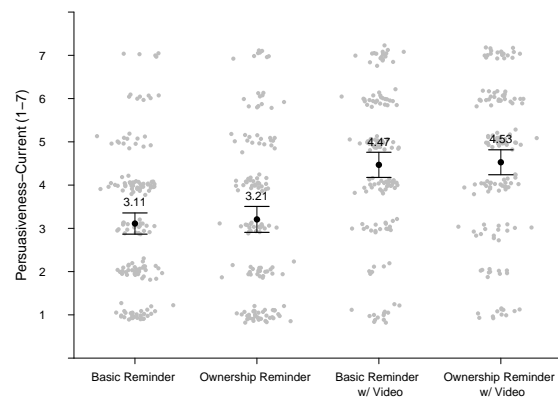 Persuasiveness−Current (1−7)
7
6
5
4
3
2
1
3.11
3.21
4.47
4.53
Basic Reminder
Ownership Reminder
Basic Reminder
w/ Video
Ownership Reminder
w/ Video